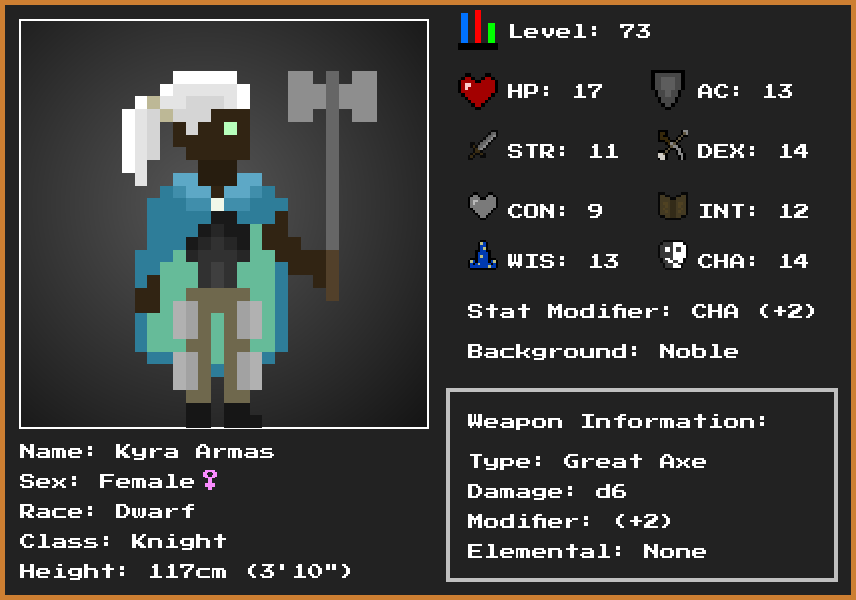 Level: 73
HP: 17
AC: 13
STR: 11
DEX: 14
CON: 9
INT: 12
WIS: 13
CHA: 14
Stat Modifier: CHA (+2)
Background: Noble
Weapon Information:
Type: Great Axe
Damage: d6
Modifier: (+2)
Elemental: None
Name: Kyra Armas
Sex: Female♀
Race: Dwarf
Class: Knight
Height: 117cm (3'10")